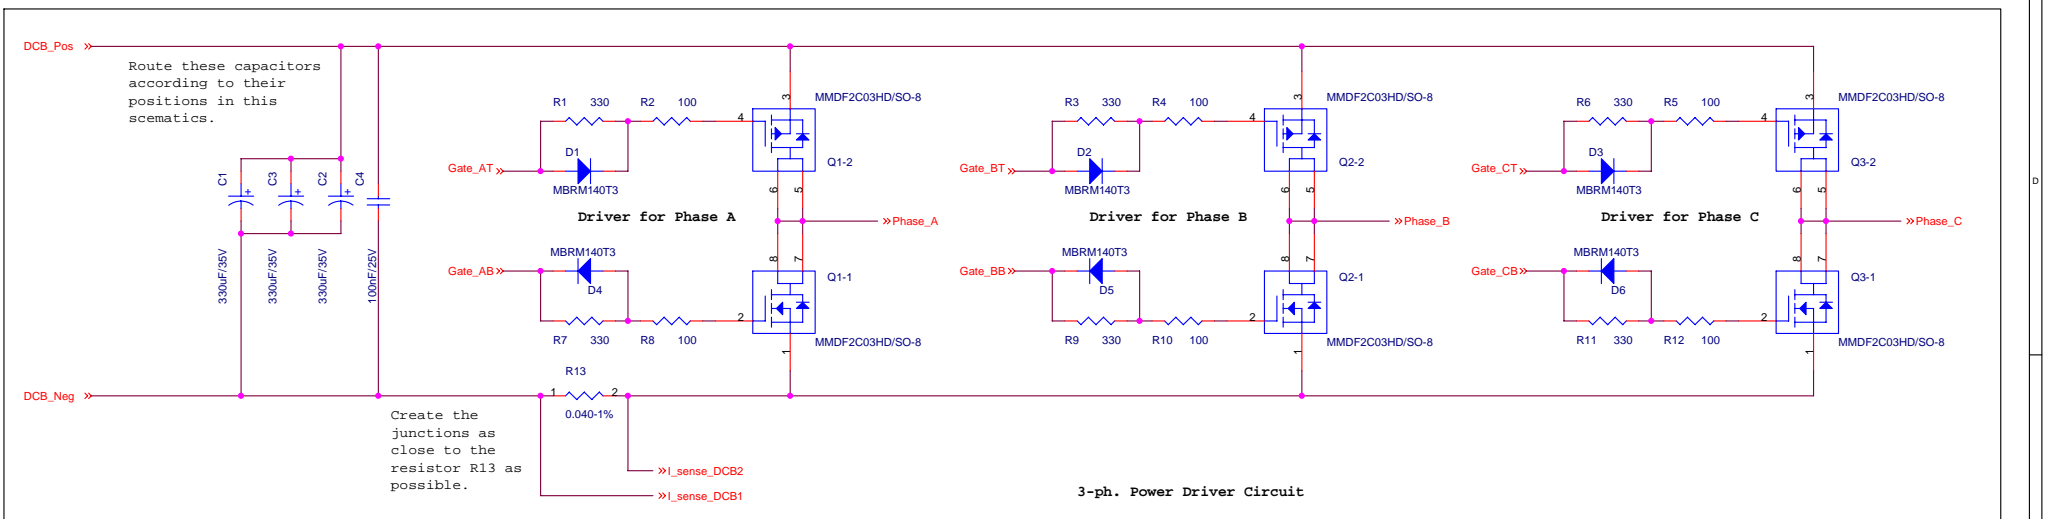 DCB_Pos
Route these capacitors
according to their
positions in this
scematics.
C1
C3
C2
C4
330uF/35V
330uF/35V
330uF/35V
100nF/25V
DCB_Neg
R1 330 R2 100
4
3
MMDF2C03HD/SO-8
D1
Q1-2
Gate_AT
MBRM140T3
6 5
Driver for Phase A
Phase_A
MBRM140T3
8 7
Gate_AB
Q1-1
D4
2
R7 330 R8 100
1
MMDF2C03HD/SO-8
R3 330 R4 100
4
3
MMDF2C03HD/SO-8
D2
Q2-2
Gate_BT
MBRM140T3
6 5
Driver for Phase B
Phase_B
MBRM140T3
8 7
Gate_BB
Q2-1
D5
2
R9 330 R10 100
1
MMDF2C03HD/SO-8
R6 330 R5 100
4
3
MMDF2C03HD/SO-8
D3
Q3-2
Gate_CT
MBRM140T3
6 5
Driver for Phase C
Phase_C
MBRM140T3
8 7
Gate_CB
Q3-1
D6
2
R11 330 R12 100
1
MMDF2C03HD/SO-8
R13
1 2
0.040-1%
Create the
junctions as
close to the
resistor R13 as
possible.
I_sense_DCB2
I_sense_DCB1
3-ph. Power Driver Circuit
D